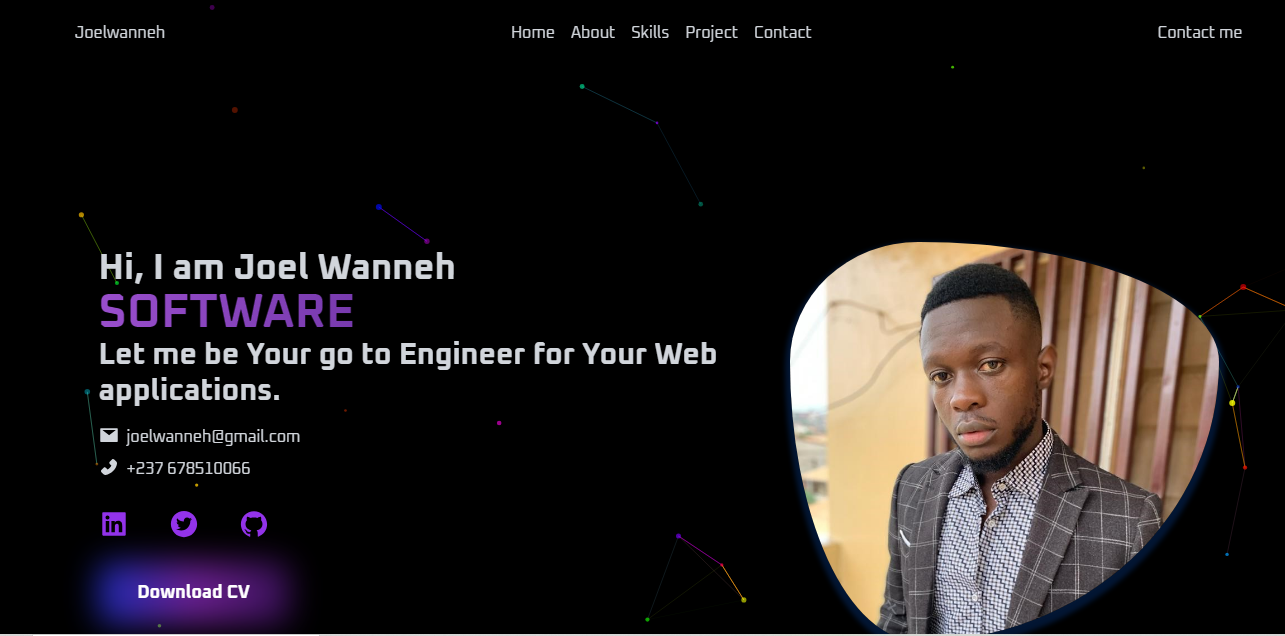 Joelwanneh
Home About Skills Project Contact
Contact me
Hi, I am Joel Wanneh
SOFTWARE
Let me be Your go to Engineer for Your Web
applications.
joelwanneh@gmail.com
+237 678510066
in
Download CV